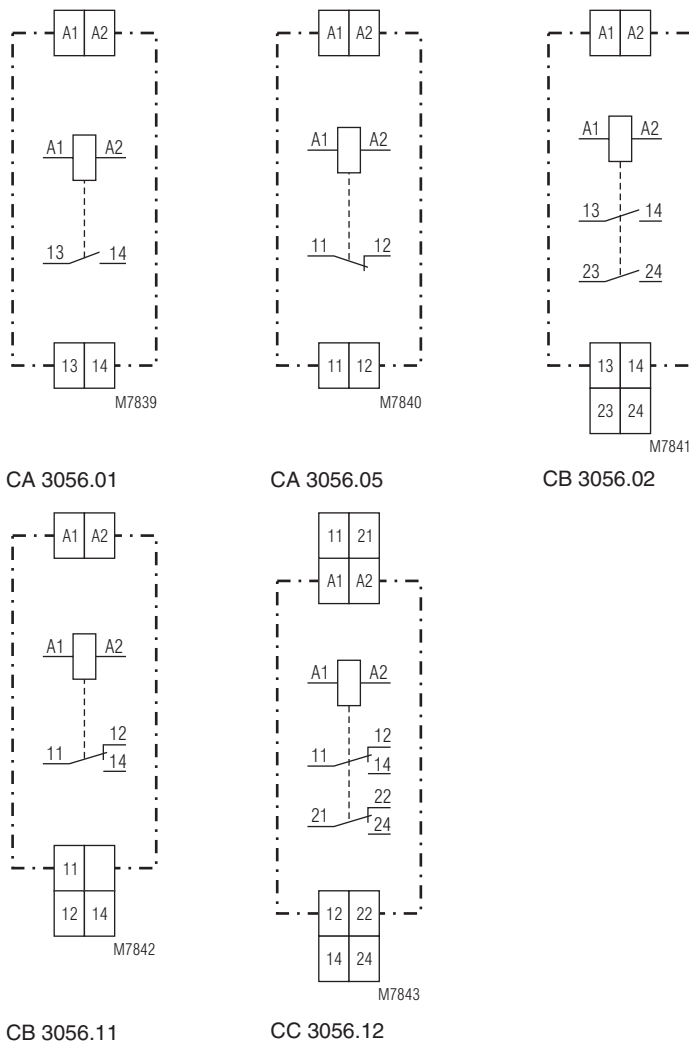 A1 A2
A1 A2
13 14
13 14
M7839
CA 3056.01
A1 A2
A1 A2
11 12
11 12
M7840
CA 3056.05
A1 A2
A1 A2
13 14
23 24
13 14
23 24
M7841
CB 3056.02
A1 A2
A1 A2
12
11
14
11
12 14
M7842
CB 3056.11
11 21
A1 A2
A1 A2
12
11
14
22
21
24
12 22
14 24
M7843
CC 3056.12